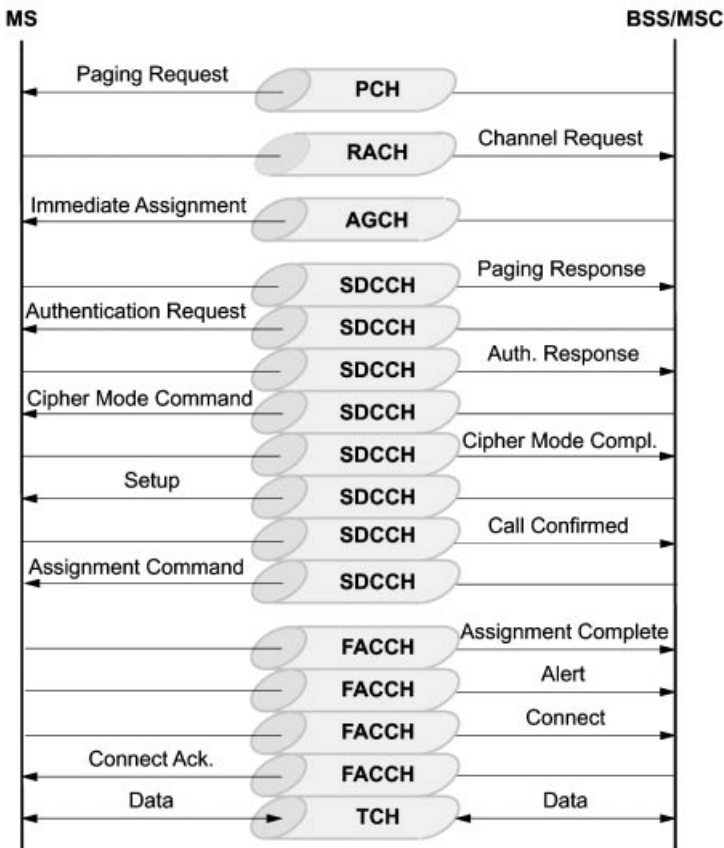 MS
BSS/MSC
Paging Request
PCH
RACH
Channel Request
Immediate Assignment
AGCH
SDCCH
Paging Response
Authentication Request
SDCCH
SDCCH
Auth. Response
Cipher Mode Command
SDCCH
SDCCH
Cipher Mode Compl.
Setup
SDCCH
SDCCH
Call Confirmed
Assignment Command
SDCCH
FACCH
Assignment Complete
FACCH
Alert
FACCH
Connect
Connect Ack.
FACCH
Data
TCH
Data